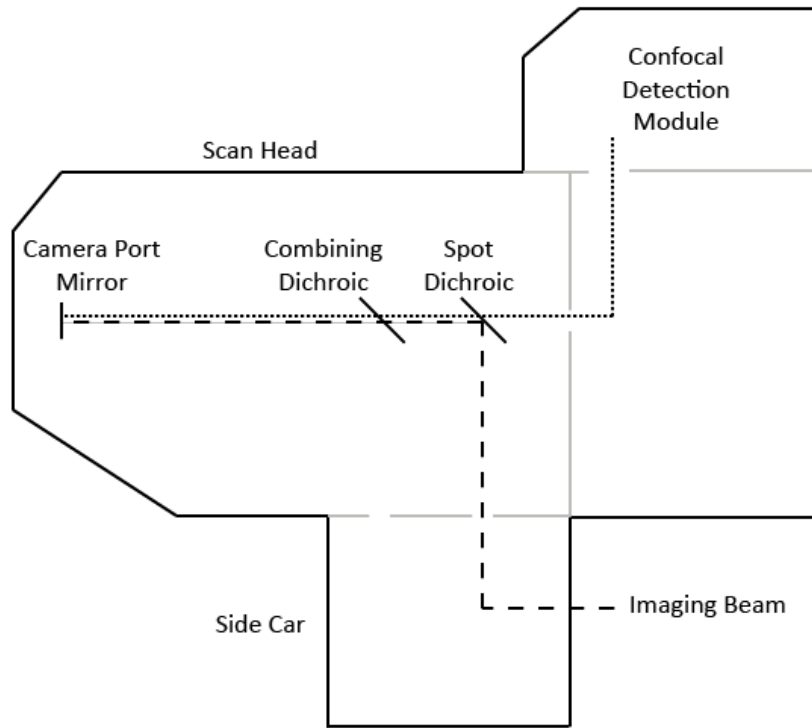 Confocal
Detection
Module
Scan Head
Camera Port
Mirror
Combining
Dichroic
Spot
Dichroic
Side Car
Imaging Beam